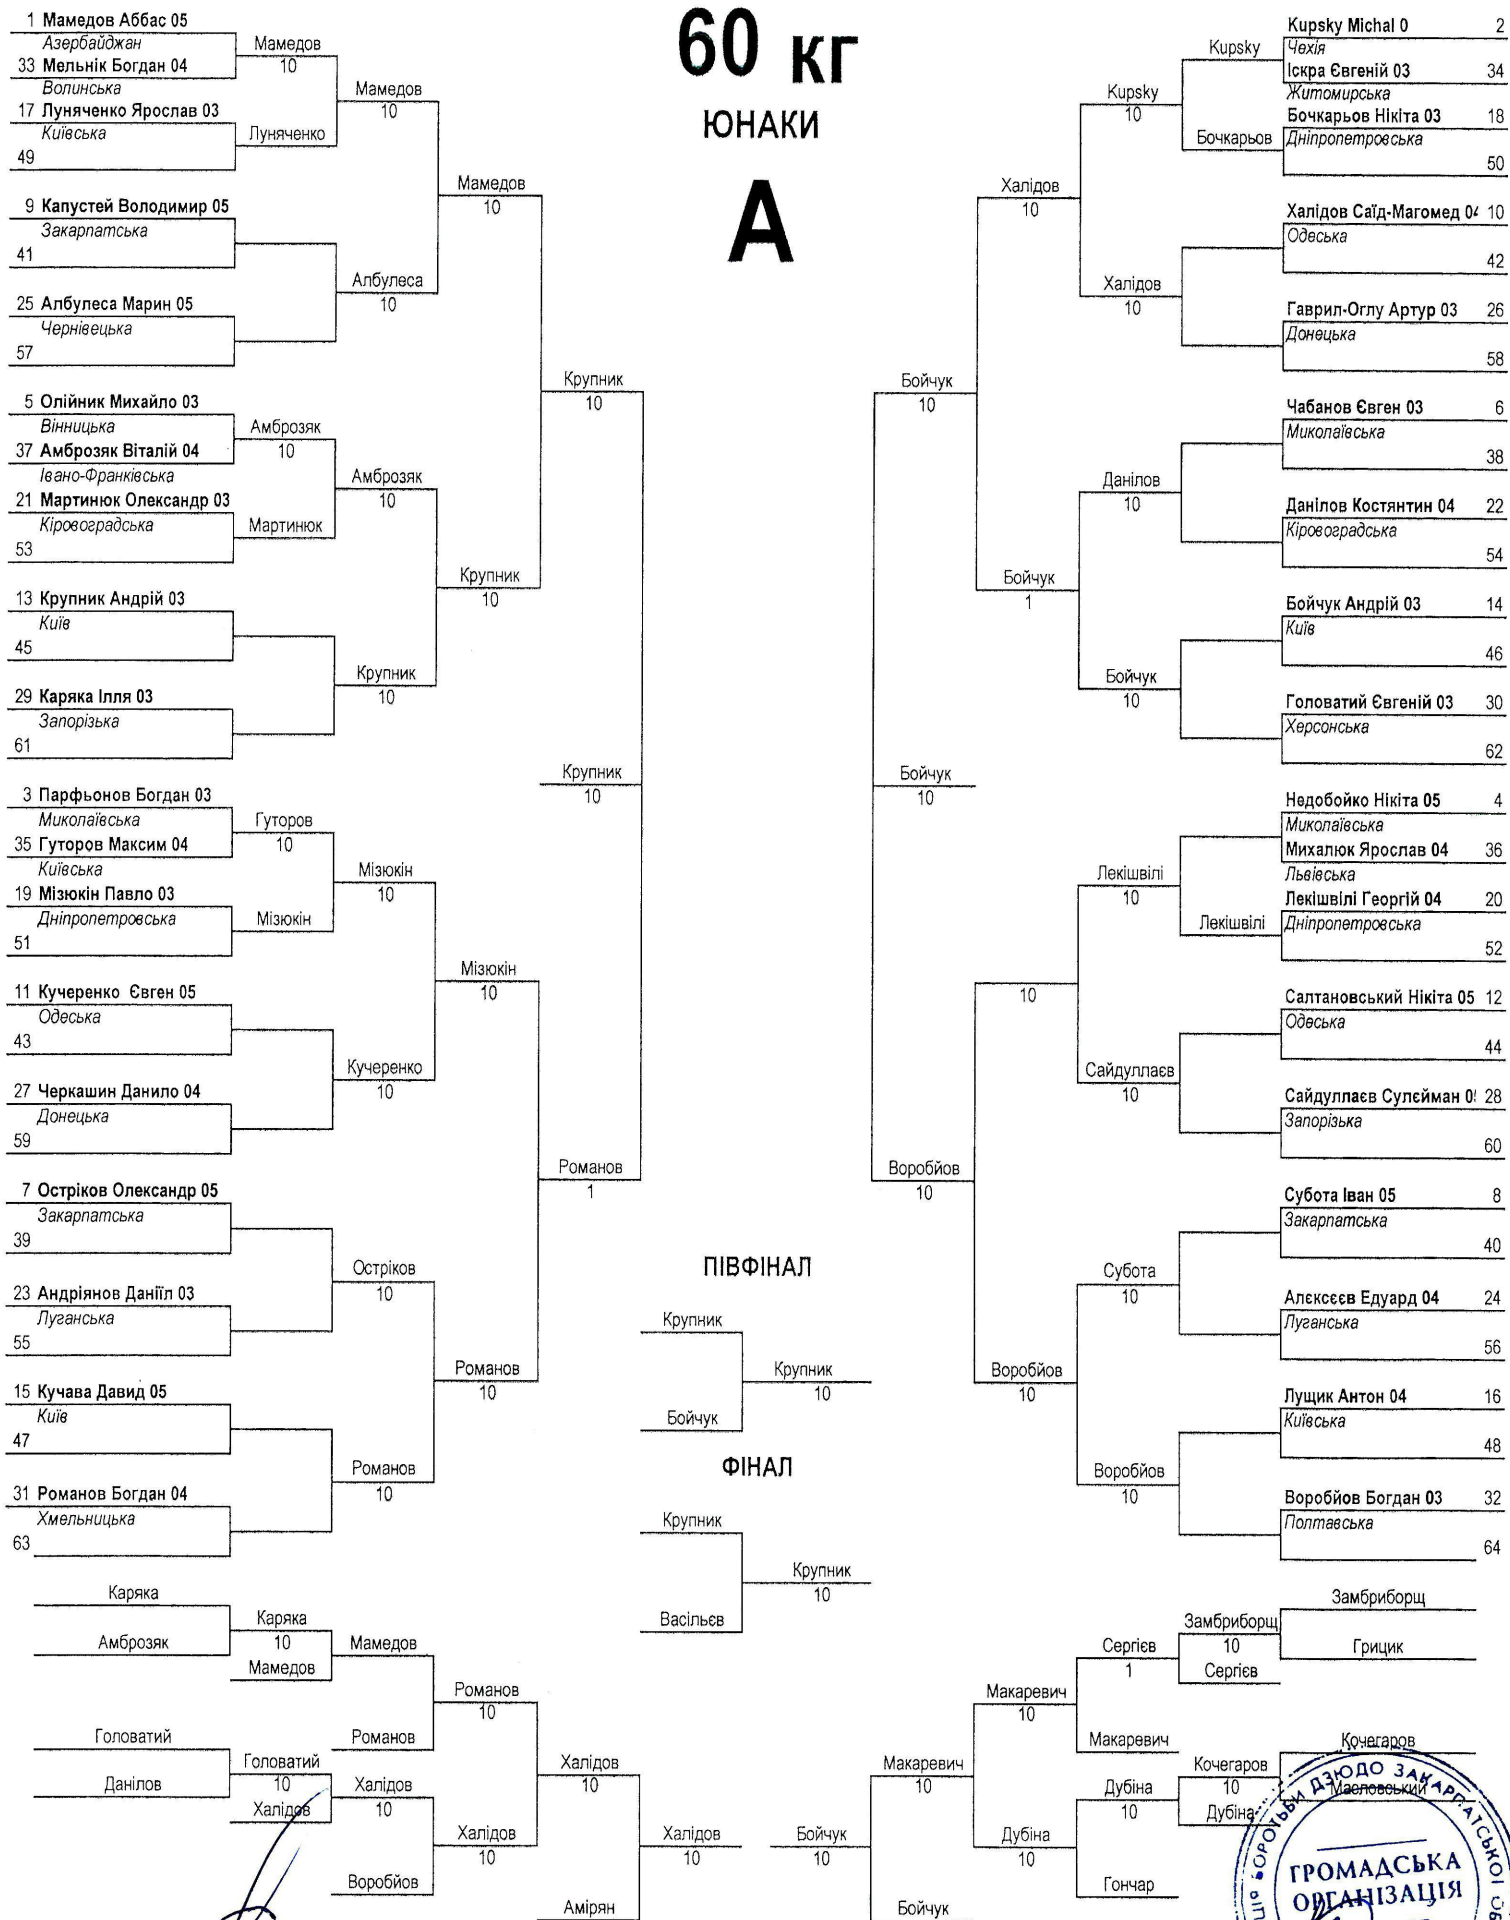 60 кг
ЮНАКИ
А
1 Мамедов Аббас 05
Азербайджан
33 Мельнік Богдан 04
Волинська
17 Луняченко Ярослав 03
Київська
49
9 Капустей Володимир 05
Закарпатська
41
25 Албулеса Марин 05
Чернівецька
57
5 Олійник Михайло 03
Вінницька
37 Амброзяк Віталій 04
Івано-Франківська
21 Мартинюк Олександр 03
Кіровоградська
53
13 Крупник Андрій 03
Київ
45
29 Каряка Ілля 03
Запорізька
61
3 Парфьонов Богдан 03
Миколаївська
35 Гуторов Максим 04
Київська
19 Мізюкін Павло 03
Дніпропетровська
51
11 Кучеренко Євген 05
Одеська
43
27 Черкашин Данило 04
Донецька
59
7 Остріков Олександр 05
Закарпатська
39
23 Андріянов Даніїл 03
Луганська
55
15 Кучава Давид 05
Київ
47
31 Романов Богдан 04
Хмельницька
63
Мамедов
10
Луняченко
Амброзяк
10
Мартинюк
Гуторов
10
Мізюкін
Мамедов
10
Албулеса
10
Амброзяк
10
Крупник
10
Мізюкін
10
Кучеренко
10
Остріков
10
Романов
10
Мамедов
10
Крупник
10
Мізюкін
10
Романов
10
Крупник
10
Крупник
10
Романов
1
ПІВФІНАЛ
Крупник
Крупник
10
Бойчук
ФІНАЛ
Крупник
Крупник
10
Васільєв
Бойчук
10
Бойчук
10
Воробйов
10
Халідов
10
Бойчук
1
10
Воробйов
10
Kupsky
10
Халідов
10
Данілов
10
Бойчук
10
Лекішвілі
10
Сайдуллаєв
10
Субота
10
Воробйов
10
Kupsky
Бочкарьов
Лекішвілі
Kupsky Michal 0 2
Чехія
Іскра Євгеній 03 34
Житомирська
Бочкарьов Нікіта 03 18
Дніпропетровська
50
Халідов Саїд-Магомед 04 10
Одеська
42
Гаврил-Оглу Артур 03 26
Донецька
58
Чабанов Євген 03 6
Миколаївська
38
Данілов Костянтин 04 22
Кіровоградська
54
Бойчук Андрій 03 14
Київ
46
Головатий Євгеній 03 30
Херсонська
62
Недобойко Нікіта 05 4
Миколаївська
Михалюк Ярослав 04 36
Львівська
Лекішвілі Георгій 04 20
Дніпропетровська
52
Салтановський Нікіта 05 12
Одеська
44
Сайдуллаєв Сулєйман 28
Запорізька
60
Субота Іван 05 8
Закарпатська
40
Алєксєєв Едуард 04 24
Луганська
56
Лущик Антон 04 16
Київська
48
Воробйов Богдан 03 32
Полтавська
64
Каряка
Амброзяк
Каряка
10
Мамедов
Мамедов
Романов
Романов
10
Головатий
Данілов
Головатий
10
Халідов
Халідов
10
Воробйов
Халідов
10
Халідов
10
Амірян
Халідов
10
Замбриборщ
Грицик
Замбриборщ
10
Сергієв
Сергієв
1
Макаревич
Макаревич
10
Кочегаров
Масловський
Кочегаров
10
Дубіна
Дубіна
10
Гончар
Дубіна
10
Макаревич
10
Бойчук
Бойчук
10
БОРОТЬБИ ДЗЮДО ЗАКАРПАТСЬКОЇ
ГРОМАДСЬКА
ОРГАНІЗАЦІЯ